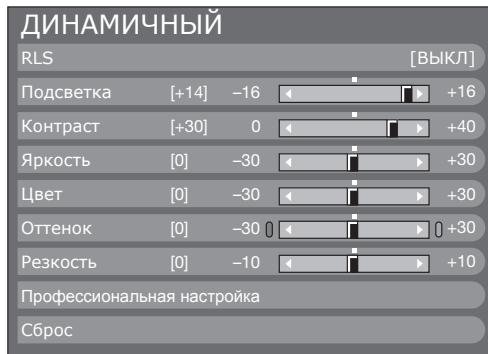 ДИНАМИЧНЫЙ
RLS [ВЫКЛ]
Подсветка [+14] –16 +16
Контраст [+30] 0 +40
Яркость [0] –30 +30
Цвет [0] –30 +30
Оттенок [0] –30 +30
Резкость [0] –10 +10
Профессиональная настройка
Сброс